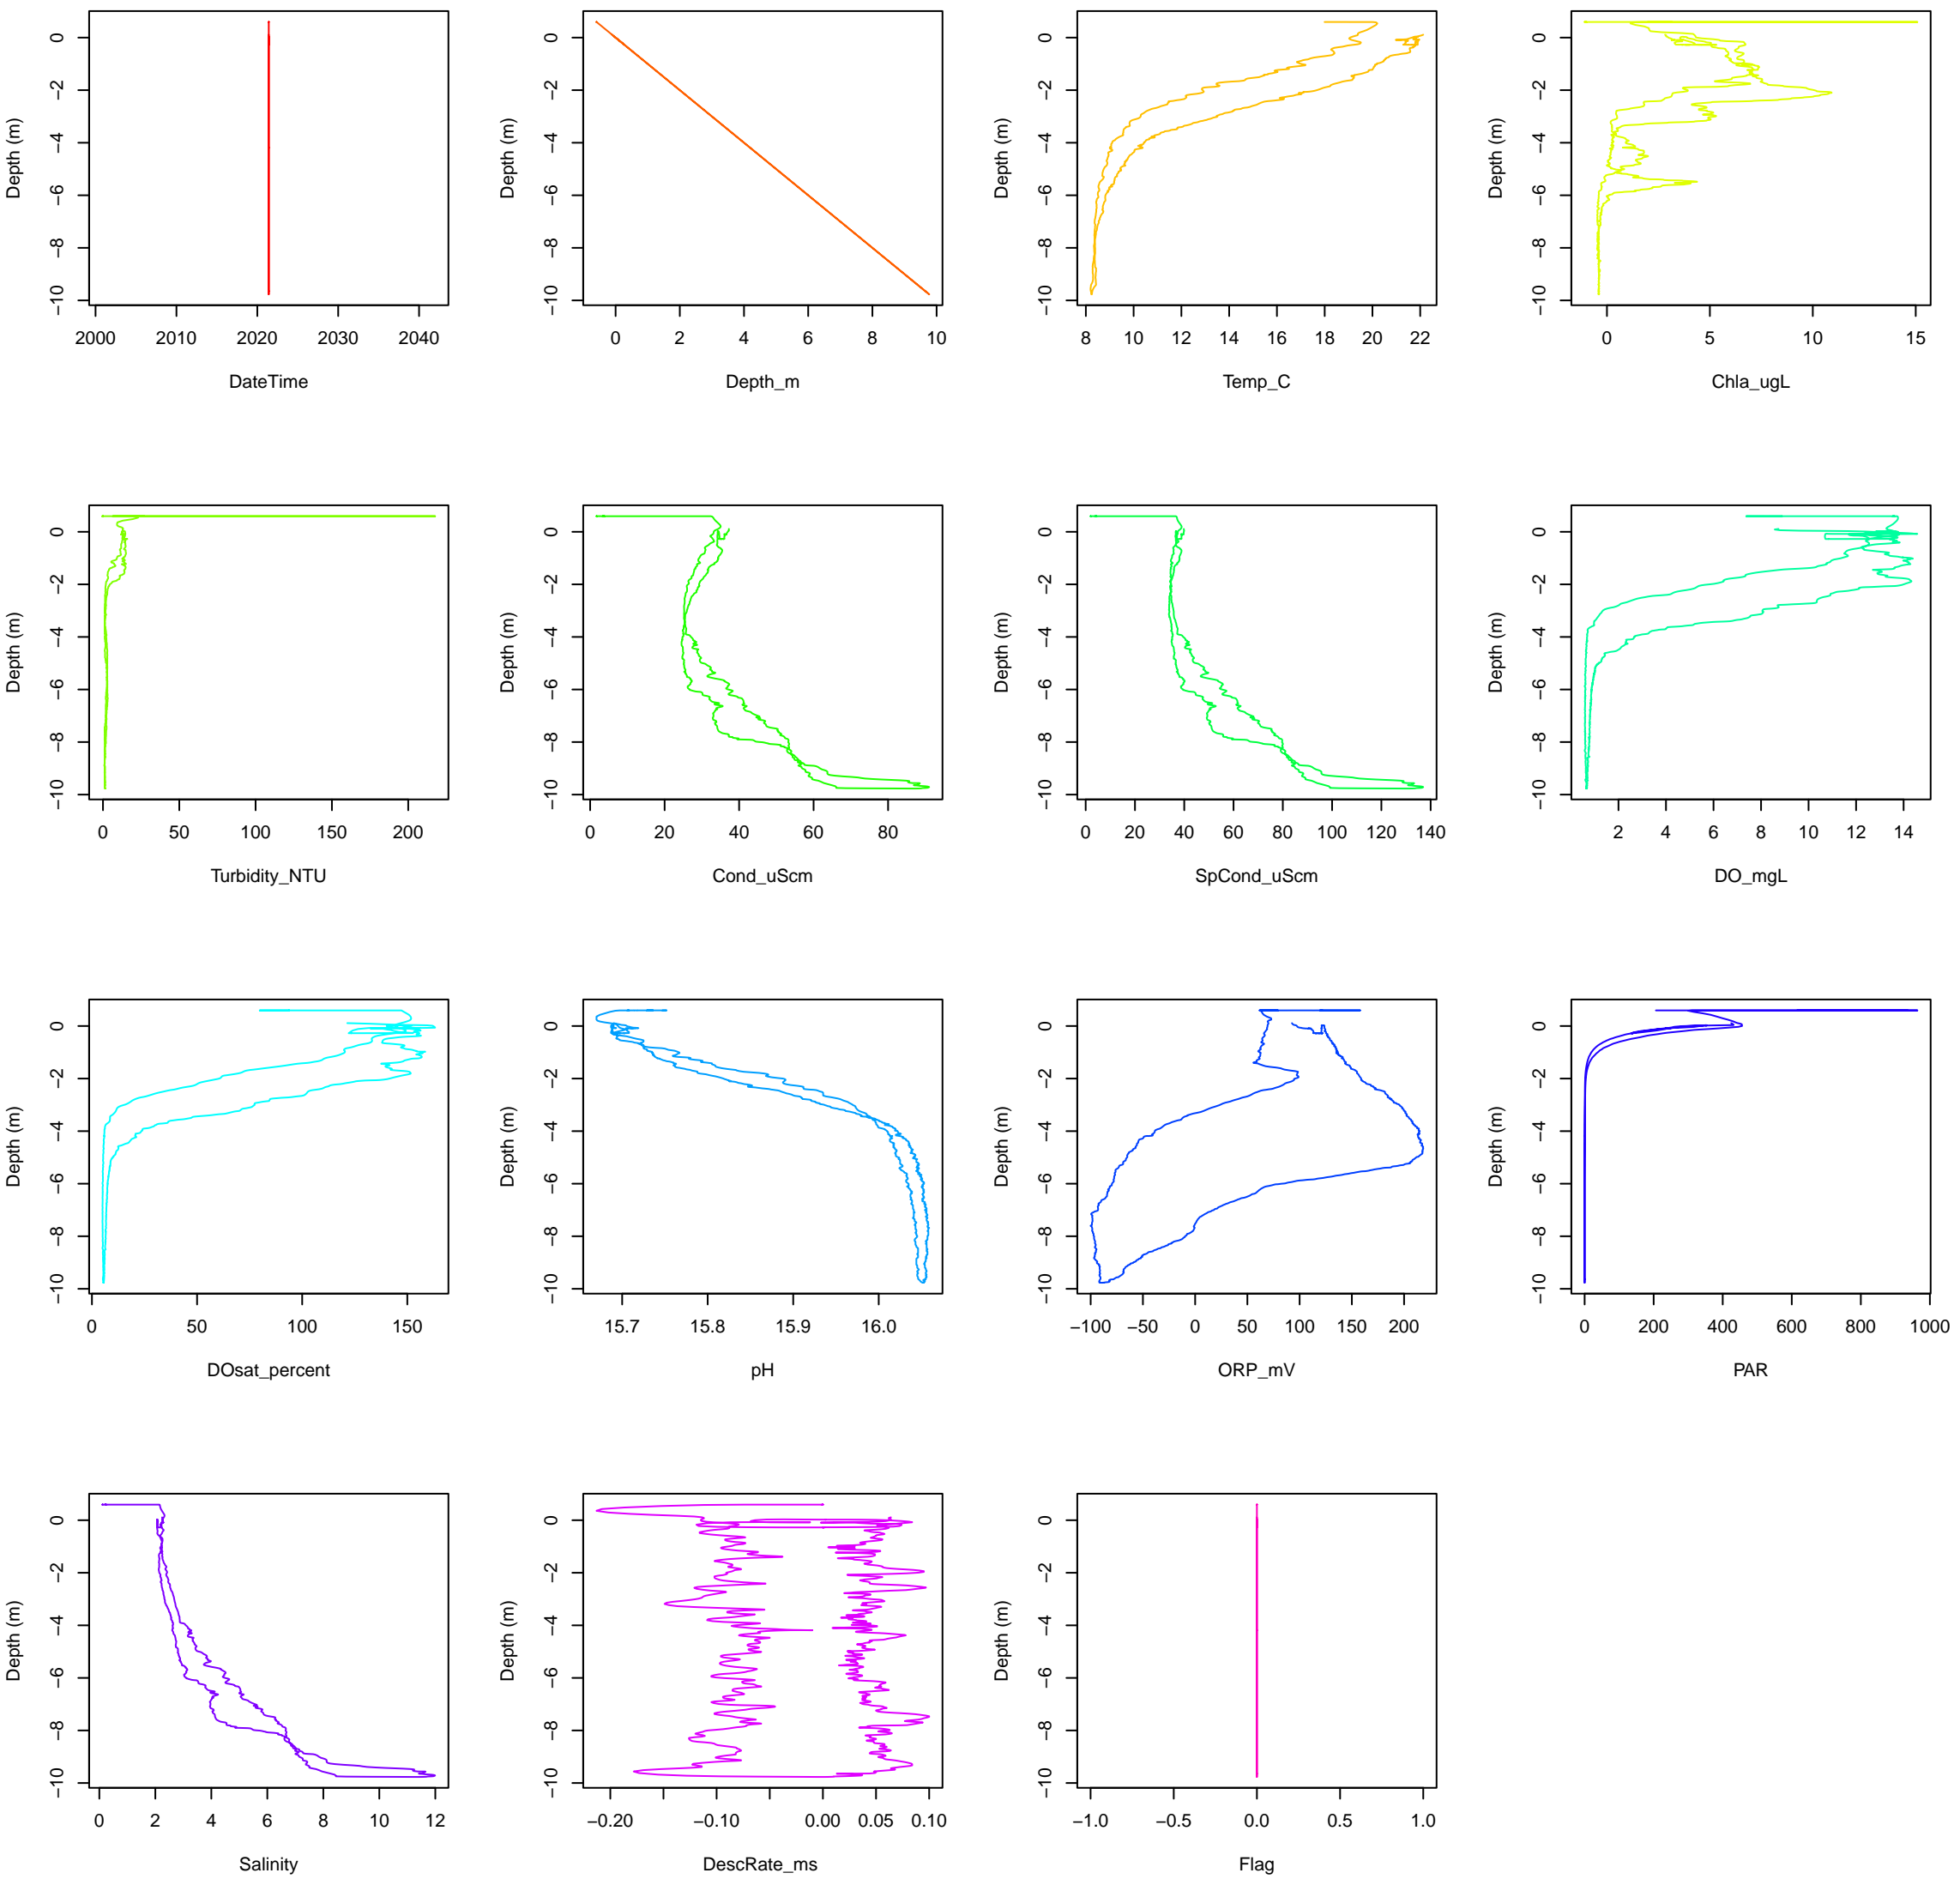 0
−2
−4
−6
−8
−10
Depth (m)
2000 2010 2020 2030 2040
DateTime
0
−2
−4
−6
−8
−10
Depth (m)
0 2 4 6 8 10
Depth_m
0
−2
−4
−6
−8
−10
Depth (m)
8 10 12 14 16 18 20 22
Temp_C
0
−2
−4
−6
−8
−10
Depth (m)
0 5 10 15
Chla_ugL
0
−2
−4
−6
−8
−10
Depth (m)
0 50 100 150 200
Turbidity_NTU
0
−2
−4
−6
−8
−10
Depth (m)
0 20 40 60 80
Cond_uScm
0
−2
−4
−6
−8
−10
Depth (m)
0 20 40 60 80 100 120 140
SpCond_uScm
0
−2
−4
−6
−8
−10
Depth (m)
2 4 6 8 10 12 14
DO_mgL
0
−2
−4
−6
−8
−10
Depth (m)
0 50 100 150
DOsat_percent
0
−2
−4
−6
−8
−10
Depth (m)
15.7 15.8 15.9 16.0
pH
0
−2
−4
−6
−8
−10
Depth (m)
−100 −50 0 50 100 150 200
ORP_mV
0
−2
−4
−6
−8
−10
Depth (m)
0 200 400 600 800 1000
PAR
0
−2
−4
−6
−8
−10
Depth (m)
0 2 4 6 8 10 12
Salinity
0
−2
−4
−6
−8
−10
Depth (m)
−0.20 −0.10 0.00 0.05 0.10
DescRate_ms
0
−2
−4
−6
−8
−10
Depth (m)
−1.0 −0.5 0.0 0.5 1.0
Flag